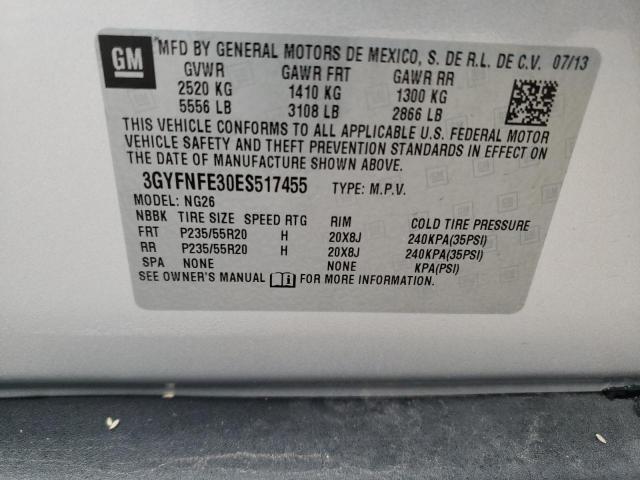 GM MFD BY GENERAL MOTORS DE MEXICO, S. DE R.L. DE C.V. 07/13
GVWR GAWR FRT GAWR RR
2520 KG 1410 KG 1300 KG
5556 LB 3108 LB 2866 LB
THIS VEHICLE CONFORMS TO ALL APPLICABLE U.S. FEDERAL MOTOR
VEHICLE SAFETY AND THEFT PREVENTION STANDARDS IN EFFECT ON
THE DATE OF MANUFACTURE SHOWN ABOVE.
3GYFNFE30ES517455 TYPE: M.P.V.
MODEL: NG26
NBBK TIRE SIZE SPEED RTG RIM COLD TIRE PRESSURE
FRT P235/55R20 H 20X8J 240KPA(35PSI)
RR P235/55R20 H 20X8J 240KPA(35PSI)
SPA NONE NONE KPA(PSI)
SEE OWNER'S MANUAL FOR MORE INFORMATION.